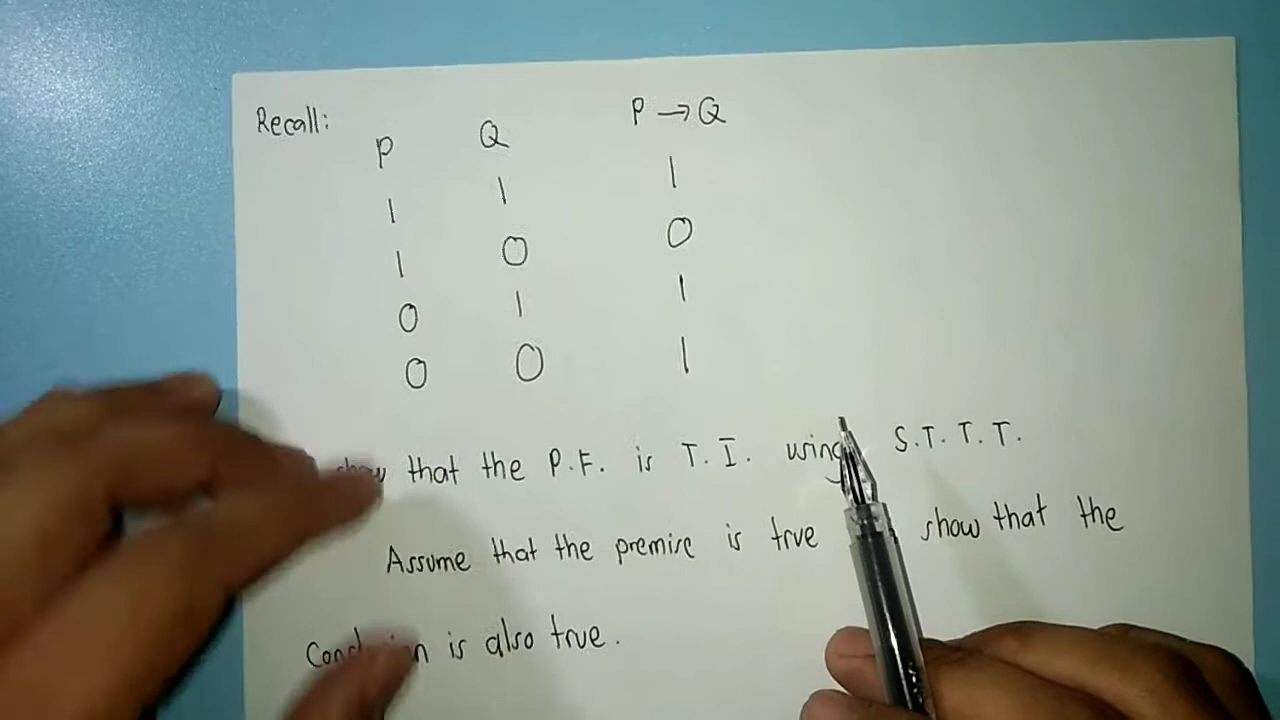 Recall:
P Q P → Q
1 1 1
1 0 0
0 1 1
0 0 1
show that the P.F. is T.I. using S.T.T.T.
Assume that the premise is true show that the
is also true.